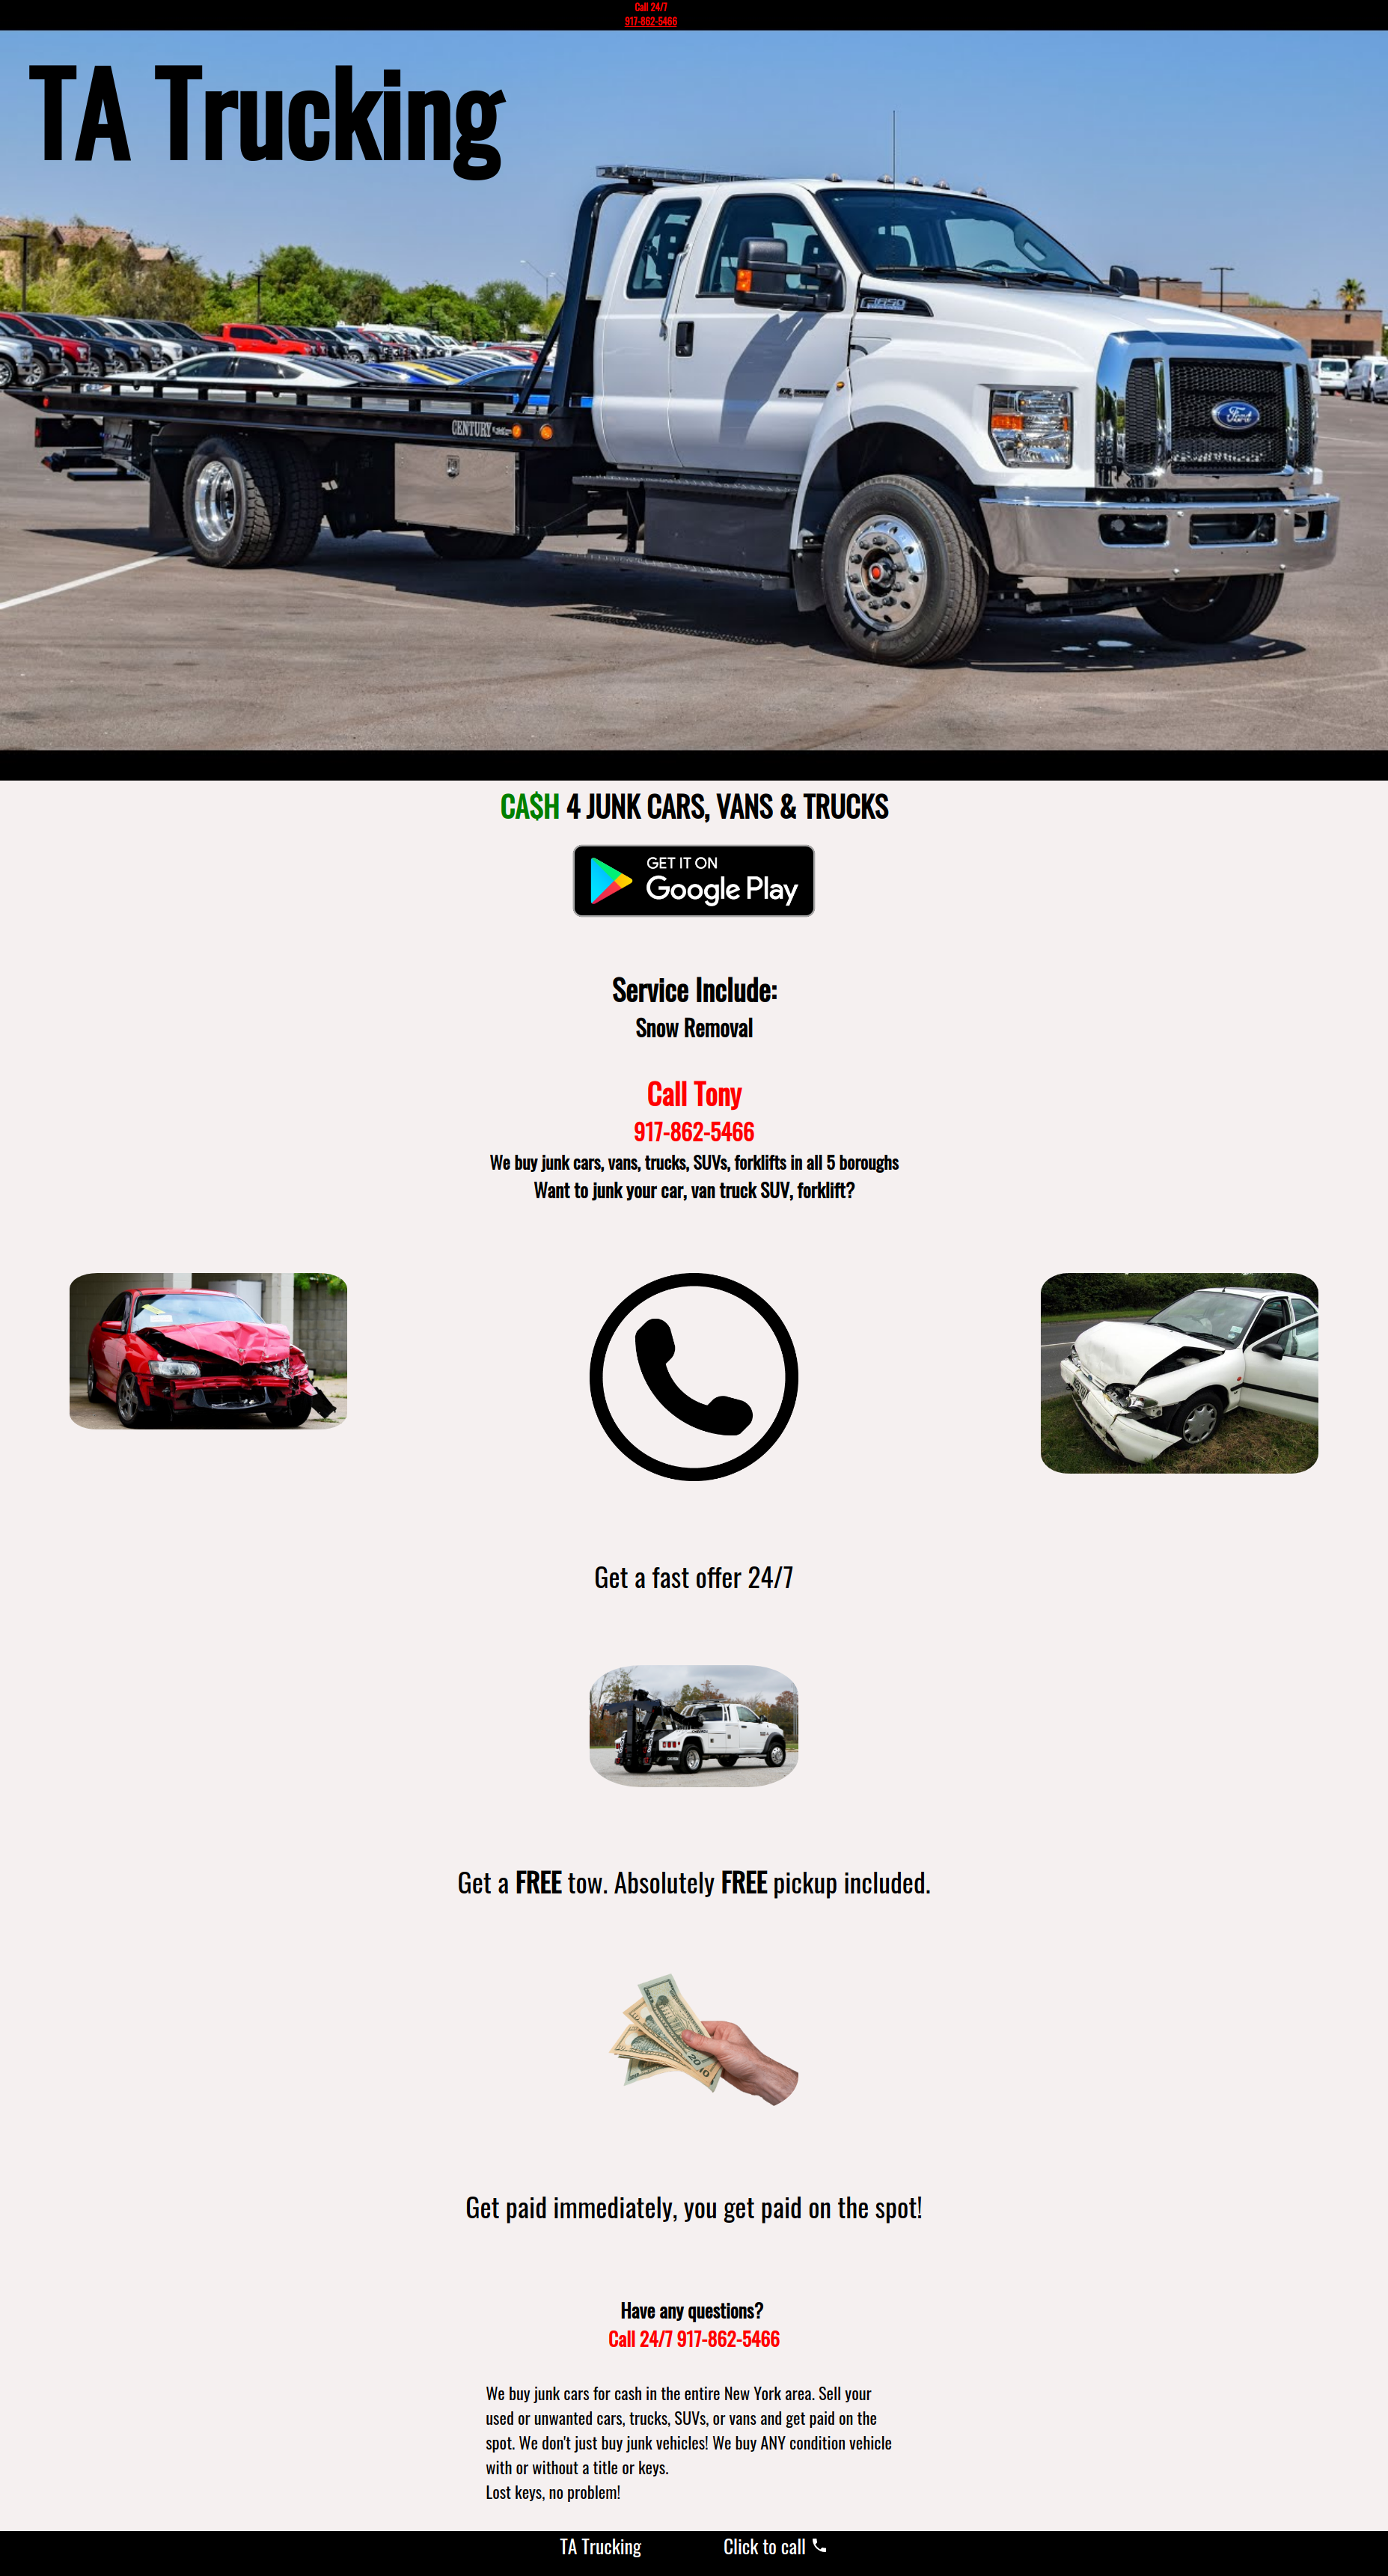 Call 24/7
917-862-5466
TA Trucking
CENTURY
Ford
CA$H 4 JUNK CARS, VANS & TRUCKS
GET IT ON
Google Play
Service Include:
Snow Removal
Call Tony
917-862-5466
We buy junk cars, vans, trucks, SUVs, forklifts in all 5 boroughs
Want to junk your car, van truck SUV, forklift?
Get a fast offer 24/7
Get a FREE tow. Absolutely FREE pickup included.
Get paid immediately, you get paid on the spot!
Have any questions?
Call 24/7 917-862-5466
We buy junk cars for cash in the entire New York area. Sell your
used or unwanted cars, trucks, SUVs, or vans and get paid on the
spot. We don't just buy junk vehicles! We buy ANY condition vehicle
with or without a title or keys.
Lost keys, no problem!
TA Trucking
Click to call